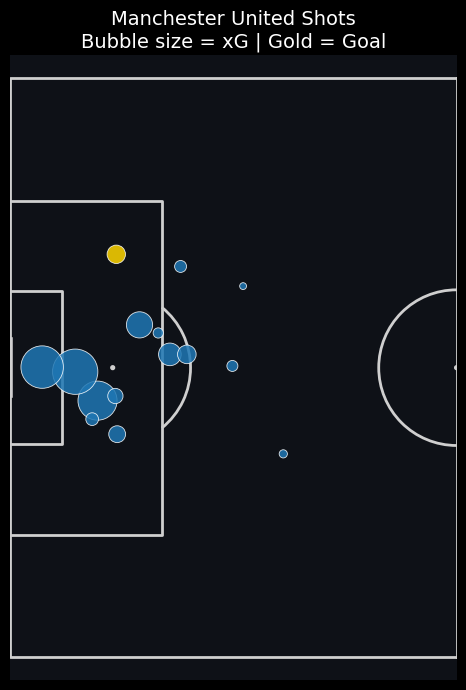 Manchester United Shots
Bubble size = xG | Gold = Goal